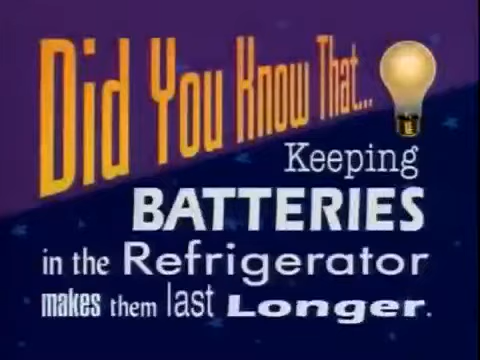 Did You Know That...
Keeping
BATTERIES
in the Refrigerator
makes them last Longer.